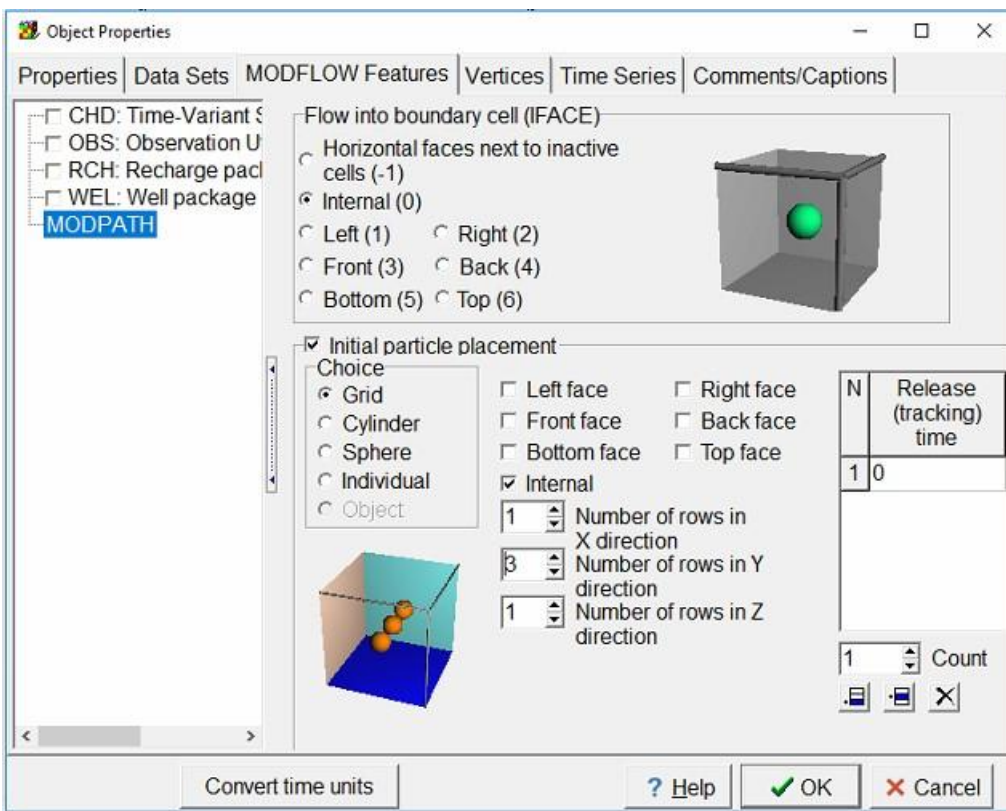 Object Properties
Properties Data Sets MODFLOW Features Vertices Time Series Comments/Captions
CHD: Time-Variant S
OBS: Observation U
RCH: Recharge pac
WEL: Well package
MODPATH
Flow into boundary cell (IFACE)
Horizontal faces next to inactive
cells (-1)
Internal (0)
Left (1) Right (2)
Front (3) Back (4)
Bottom (5) Top (6)
Initial particle placement
Choice
Grid
Cylinder
Sphere
Individual
Object
Left face Right face
Front face Back face
Bottom face Top face
Internal
1 Number of rows in
X direction
3 Number of rows in Y
direction
1 Number of rows in Z
direction
N Release
(tracking)
time
1 0
1 Count
Convert time units
? Help OK Cancel